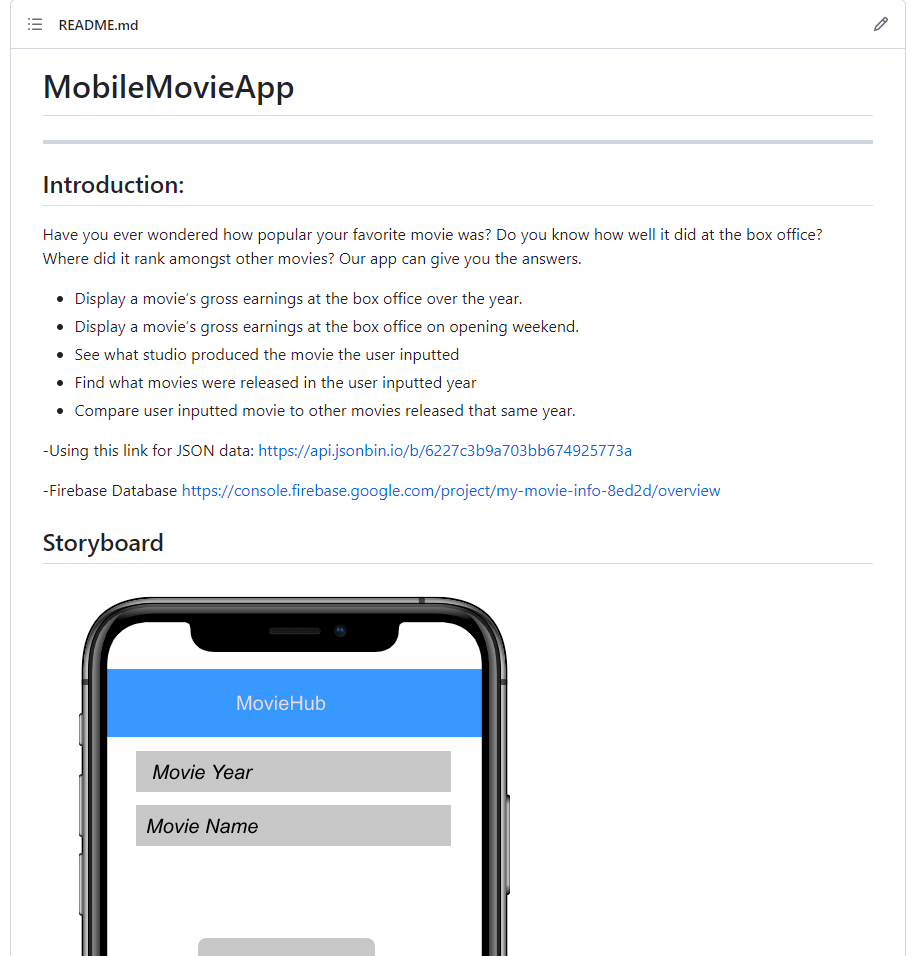 README.md
MobileMovieApp
Introduction:
Have you ever wondered how popular your favorite movie was? Do you know how well it did at the box office?
Where did it rank amongst other movies? Our app can give you the answers.
Display a movie's gross earnings at the box office over the year.
Display a movie's gross earnings at the box office on opening weekend.
See what studio produced the movie the user inputted
Find what movies were released in the user inputted year
Compare user inputted movie to other movies released that same year.
-Using this link for JSON data: https://api.jsonbin.io/b/6227c3b9a703bb674925773a
-Firebase Database https://console.firebase.google.com/project/my-movie-info-8ed2d/overview
Storyboard
MovieHub
Movie Year
Movie Name